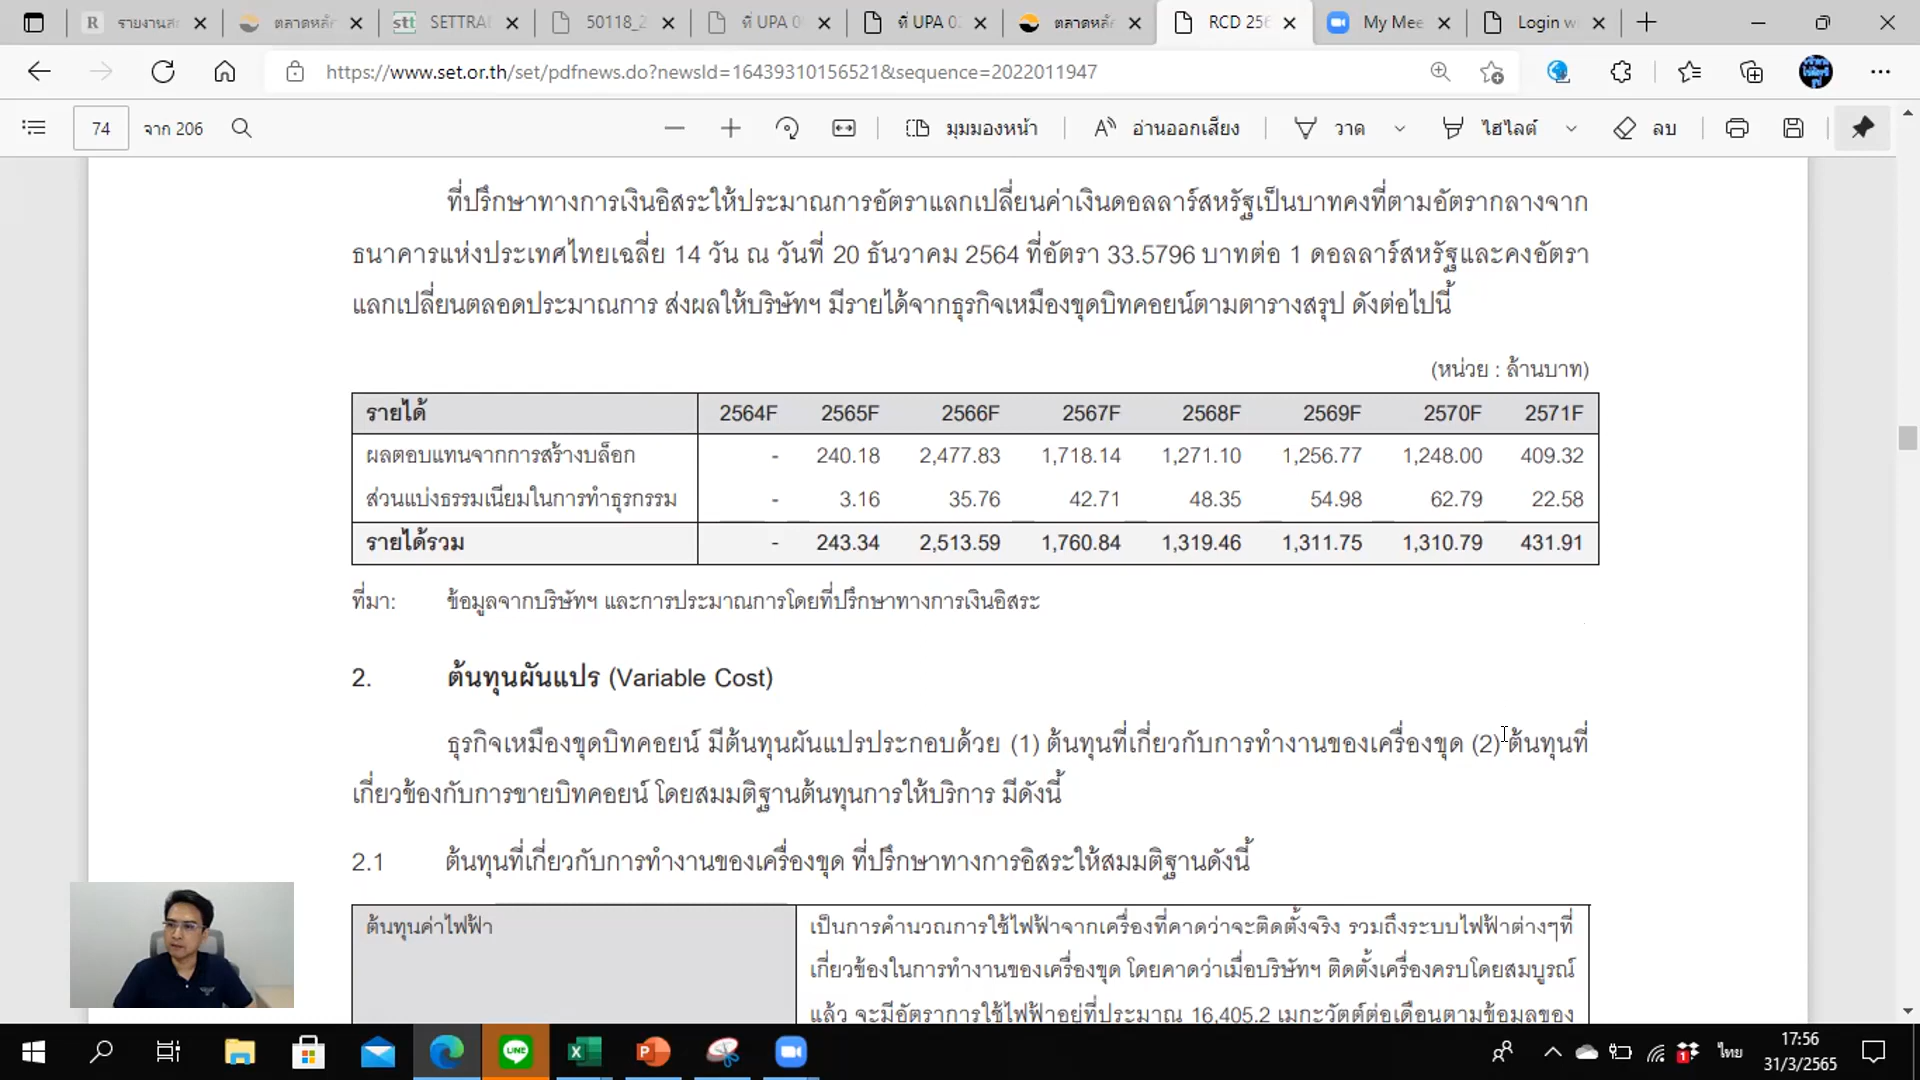 รายงานส
ตลาดหลัก
SETTRA
50118_2
ที่ UPA 0
ที่ UPA 02
ตลาดหลัก
RCD 256
My Mee
Login w
https://www.set.or.th/set/pdfnews.do?newsId=16439310156521&sequence=2022011947
74 จาก 206 มุมมองหน้า อ่านออกเสียง วาด ไฮไลต์ ลบ
ที่ปรึกษาทางการเงินอิสระให้ประมาณการอัตราแลกเปลี่ยนค่าเงินดอลลาร์สหรัฐเป็นบาทคงที่ตามอัตรากลางจาก
ธนาคารแห่งประเทศไทยเฉลี่ย 14 วัน ณ วันที่ 20 ธันวาคม 2564 ที่อัตรา 33.5796 บาทต่อ 1 ดอลลาร์สหรัฐและคงอัตรา
แลกเปลี่ยนตลอดประมาณการ ส่งผลให้บริษัทฯ มีรายได้จากธุรกิจเหมืองขุดบิทคอยน์ตามตารางสรุป ดังต่อไปนี้
(หน่วย : ล้านบาท)
รายได้ 2564F 2565F 2566F 2567F 2568F 2569F 2570F 2571F
ผลตอบแทนจากการสร้างบล็อก - 240.18 2,477.83 1,718.14 1,271.10 1,256.77 1,248.00 409.32
ส่วนแบ่งธรรมเนียมในการทำธุรกรรม - 3.16 35.76 42.71 48.35 54.98 62.79 22.58
รายได้รวม - 243.34 2,513.59 1,760.84 1,319.46 1,311.75 1,310.79 431.91
ที่มา: ข้อมูลจากบริษัทฯ และการประมาณการโดยที่ปรึกษาทางการเงินอิสระ
2. ต้นทุนผันแปร (Variable Cost)
ธุรกิจเหมืองขุดบิทคอยน์ มีต้นทุนผันแปรประกอบด้วย (1) ต้นทุนที่เกี่ยวกับการทำงานของเครื่องขุด (2) ต้นทุนที่
เกี่ยวข้องกับการขายบิทคอยน์ โดยสมมติฐานต้นทุนการให้บริการ มีดังนี้
2.1 ต้นทุนที่เกี่ยวกับการทำงานของเครื่องขุด ที่ปรึกษาทางการอิสระให้สมมติฐานดังนี้
ต้นทุนค่าไฟฟ้า เป็นการคำนวณการใช้ไฟฟ้าจากเครื่องที่คาดว่าจะติดตั้งจริง รวมถึงระบบไฟฟ้าต่างๆที่
เกี่ยวข้องในการทำงานของเครื่องขุด โดยคาดว่าเมื่อบริษัทฯ ติดตั้งเครื่องครบโดยสมบูรณ์
แล้ว จะมีอัตราการใช้ไฟฟ้าอยู่ที่ประมาณ 16,405.2 เมกะวัตต์ต่อเดือนตามข้อมูลของ
LINE
ไทย
17:56
31/3/2565